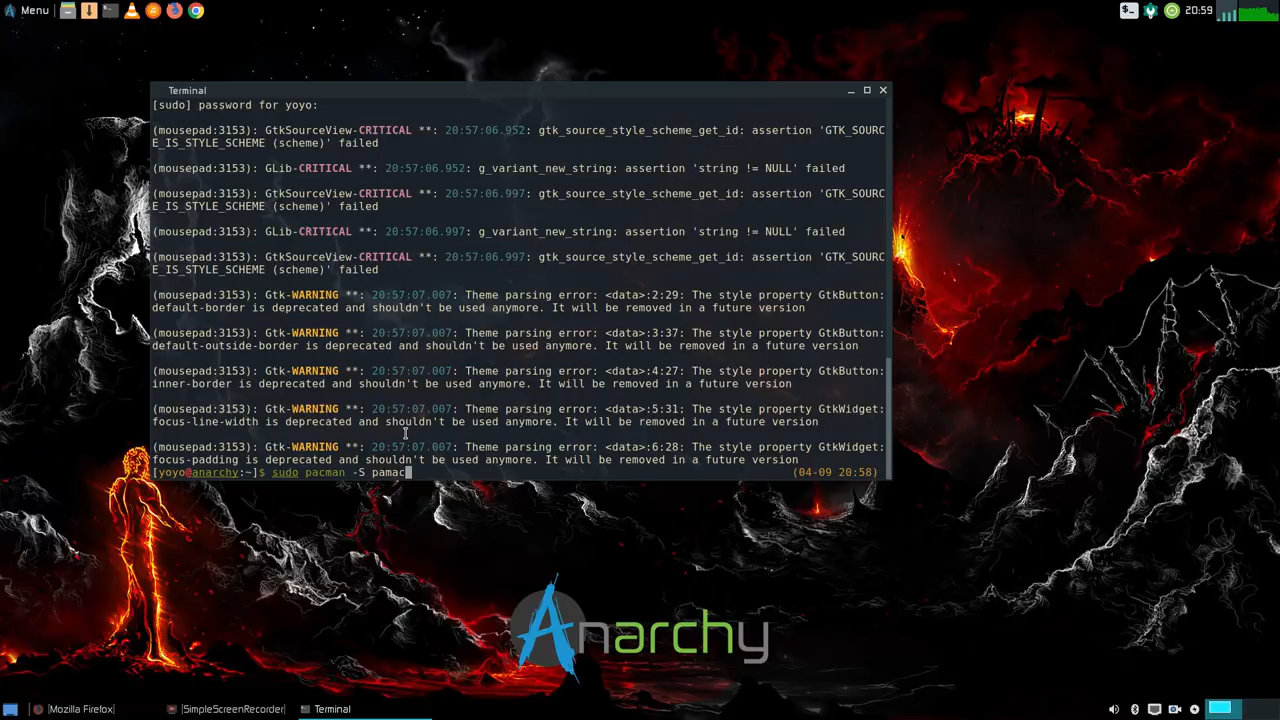 Menu
20:59
Terminal
[sudo] password for yoyo:
(mousepad:3153): GtkSourceView-CRITICAL **: 20:57:06.952: gtk_source_style_scheme_get_id: assertion 'GTK_SOURC
E_IS_STYLE_SCHEME (scheme)' failed
(mousepad:3153): GLib-CRITICAL **: 20:57:06.952: g_variant_new_string: assertion 'string != NULL' failed
(mousepad:3153): GtkSourceView-CRITICAL **: 20:57:06.997: gtk_source_style_scheme_get_id: assertion 'GTK_SOURC
E_IS_STYLE_SCHEME (scheme)' failed
(mousepad:3153): GLib-CRITICAL **: 20:57:06.997: g_variant_new_string: assertion 'string != NULL' failed
(mousepad:3153): GtkSourceView-CRITICAL **: 20:57:06.997: gtk_source_style_scheme_get_id: assertion 'GTK_SOURC
E_IS_STYLE_SCHEME (scheme)' failed
(mousepad:3153): Gtk-WARNING **: 20:57:07.007: Theme parsing error: <data>:2:29: The style property GtkButton:
default-border is deprecated and shouldn't be used anymore. It will be removed in a future version
(mousepad:3153): Gtk-WARNING **: 20:57:07.007: Theme parsing error: <data>:3:37: The style property GtkButton:
default-outside-border is deprecated and shouldn't be used anymore. It will be removed in a future version
(mousepad:3153): Gtk-WARNING **: 20:57:07.007: Theme parsing error: <data>:4:27: The style property GtkButton:
inner-border is deprecated and shouldn't be used anymore. It will be removed in a future version
(mousepad:3153): Gtk-WARNING **: 20:57:07.007: Theme parsing error: <data>:5:31: The style property GtkWidget:
focus-line-width is deprecated and shouldn't be used anymore. It will be removed in a future version
(mousepad:3153): Gtk-WARNING **: 20:57:07.007: Theme parsing error: <data>:6:28: The style property GtkWidget:
focus-padding is deprecated and shouldn't be used anymore. It will be removed in a future version
[yoyo@anarchy:~]$ sudo pacman -S pamac (04-09 20:58)
Anarchy
[Mozilla Firefox] [SimpleScreenRecorder] Terminal